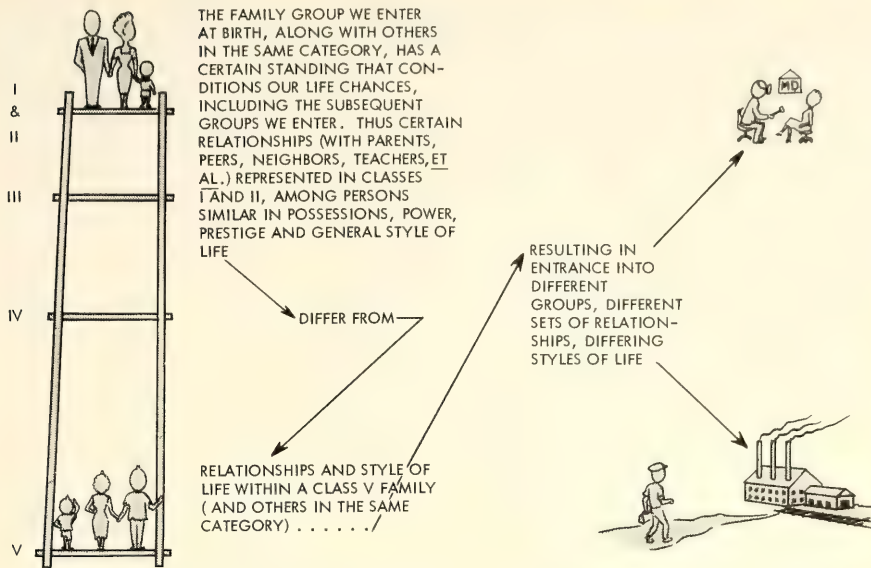 THE FAMILY GROUP WE ENTER
AT BIRTH, ALONG WITH OTHERS
IN THE SAME CATEGORY, HAS A
CERTAIN STANDING THAT CON-
DITIONS OUR LIFE CHANCES,
INCLUDING THE SUBSEQUENT
GROUPS WE ENTER. THUS CERTAIN
RELATIONSHIPS (WITH PARENTS,
PEERS, NEIGHBORS, TEACHERS, ET
AL.) REPRESENTED IN CLASSES
I AND II, AMONG PERSONS
SIMILAR IN POSSESSIONS, POWER,
PRESTIGE AND GENERAL STYLE OF
LIFE
I
&
II
III
IV
V
DIFFER FROM
RELATIONSHIPS AND STYLE OF
LIFE WITHIN A CLASS V FAMILY
(AND OTHERS IN THE SAME
CATEGORY) . . . . . .
RESULTING IN
ENTRANCE INTO
DIFFERENT
GROUPS, DIFFERENT
SETS OF RELATION-
SHIPS, DIFFERING
STYLES OF LIFE
MD